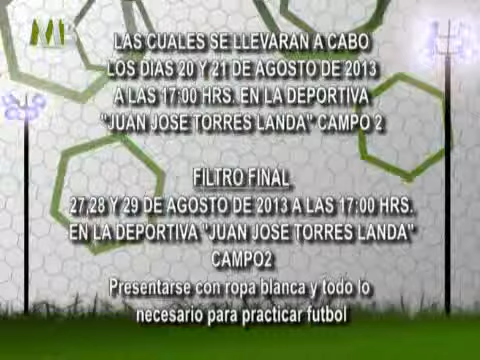 LAS CUALES SE LLEVARAN A CABO
LOS DIAS 20 Y 21 DE AGOSTO DE 2013
A LAS 17:00 HRS. EN LA DEPORTIVA
"JUAN JOSE TORRES LANDA" CAMPO 2
FILTRO FINAL
27,28 Y 29 DE AGOSTO DE 2013 A LAS 17:00 HRS.
EN LA DEPORTIVA "JUAN JOSE TORRES LANDA"
CAMPO2
Presentarse con ropa blanca y todo lo
necesario para practicar futbol